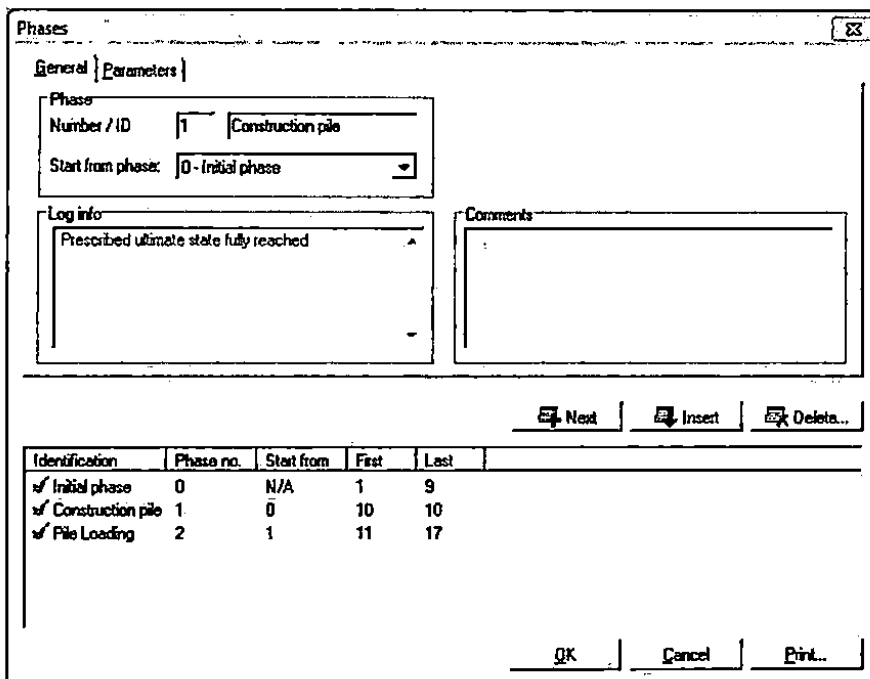 Phases
General Parameters
Phase
Number / ID 1 Construction pile
Start from phase: 0 - Initial phase
Log info
Prescribed ultimate state fully reached
Comments
Next Insert Delete...
Identification Phase no. Start from First Last
Initial phase 0 N/A 1 9
Construction pile 1 0 10 10
Pile Loading 2 1 11 17
OK Cancel Print...